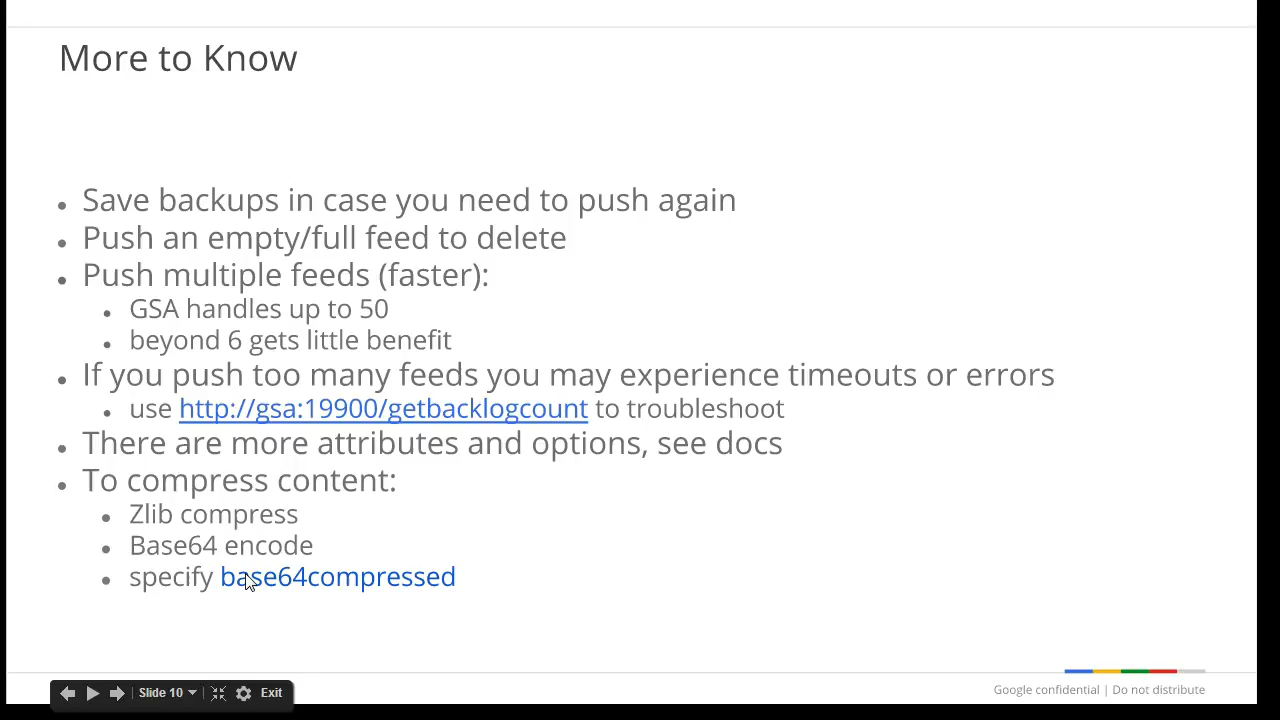 More to Know
• Save backups in case you need to push again
• Push an empty/full feed to delete
• Push multiple feeds (faster):
• GSA handles up to 50
• beyond 6 gets little benefit
• If you push too many feeds you may experience timeouts or errors
• use http://gsa:19900/getbacklogcount to troubleshoot
• There are more attributes and options, see docs
• To compress content:
• Zlib compress
• Base64 encode
• specify base64compressed
Google confidential | Do not distribute
Slide 10 Exit